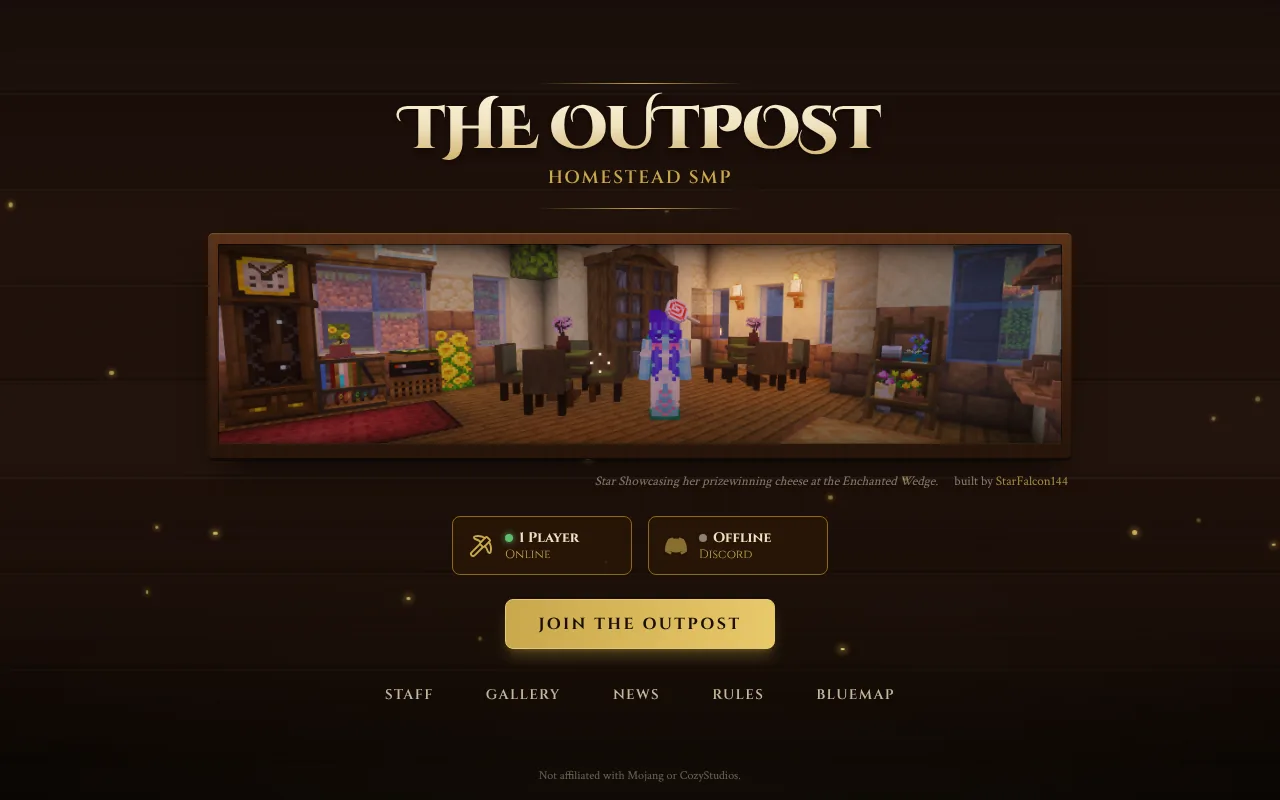 THE OUTPOST
HOMESTEAD SMP
Star Showcasing her prizewinning cheese at the Enchanted Wedge. built by StarFalcon144
1 PLAYER
ONLINE
OFFLINE
DISCORD
JOIN THE OUTPOST
STAFF GALLERY NEWS RULES BLUEMAP
Not affiliated with Mojang or CozyStudios.